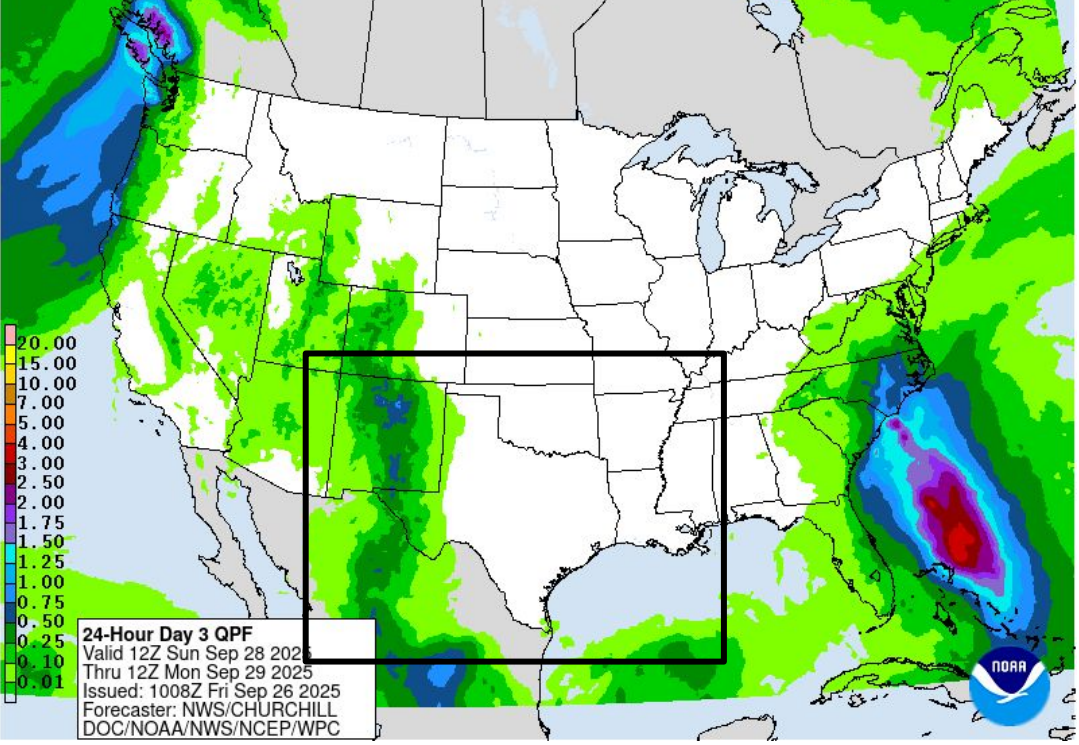 20.00
15.00
10.00
7.00
5.00
4.00
3.00
2.50
2.00
1.75
1.50
1.25
1.00
0.75
0.50
0.25
0.10
0.01
24-Hour Day 3 QPF
Valid 12Z Sun Sep 28 2025
Thru 12Z Mon Sep 29 2025
Issued: 1008Z Fri Sep 26 2025
Forecaster: NWS/CHURCHILL
DOC/NOAA/NWS/NCEP/WPC
NOAA